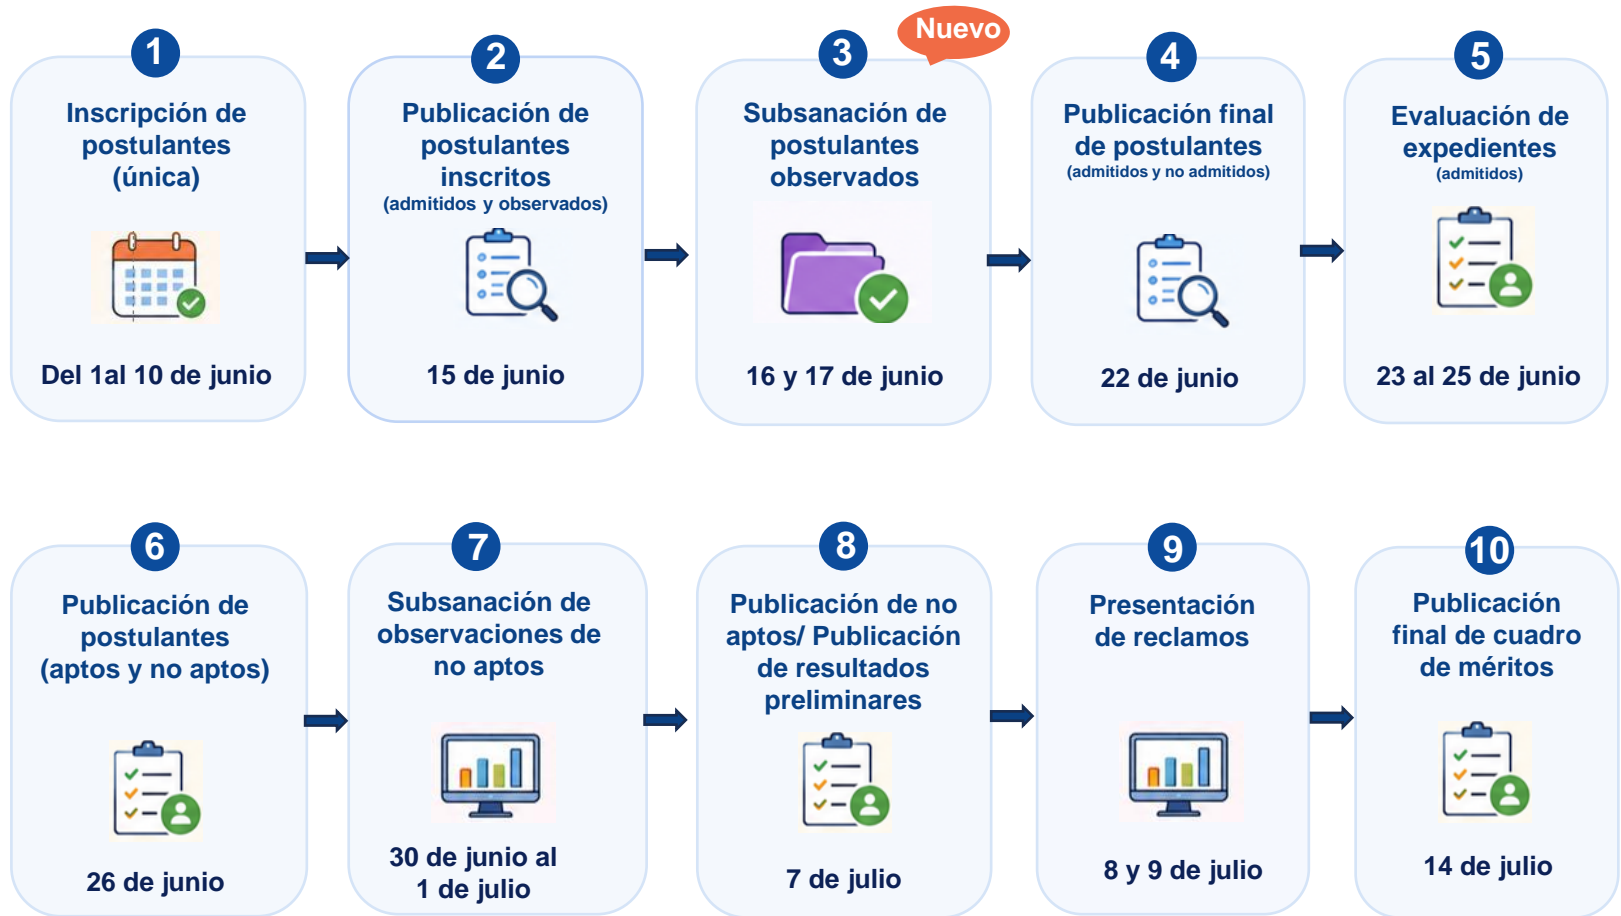 1
Inscripción de
postulantes
(única)
Del 1al 10 de junio
2
Publicación de
postulantes
inscritos
(admitidos y observados)
15 de junio
Nuevo
3
Subsanación de
postulantes
observados
16 y 17 de junio
4
Publicación final
de postulantes
(admitidos y no admitidos)
22 de junio
5
Evaluación de
expedientes
(admitidos)
23 al 25 de junio
6
Publicación de
postulantes
(aptos y no aptos)
26 de junio
7
Subsanación de
observaciones de
no aptos
30 de junio al
1 de julio
8
Publicación de no
aptos/ Publicación
de resultados
preliminares
7 de julio
9
Presentación
de reclamos
8 y 9 de julio
10
Publicación
final de cuadro
de méritos
14 de julio